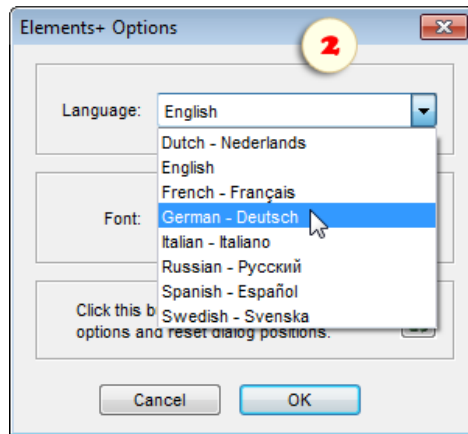 Elements+ Options
2
Language: English
Dutch - Nederlands
English
French - Français
German - Deutsch
Italian - Italiano
Russian - Русский
Spanish - Español
Swedish - Svenska
Font:
Click this
options and reset dialog positions.
Cancel OK